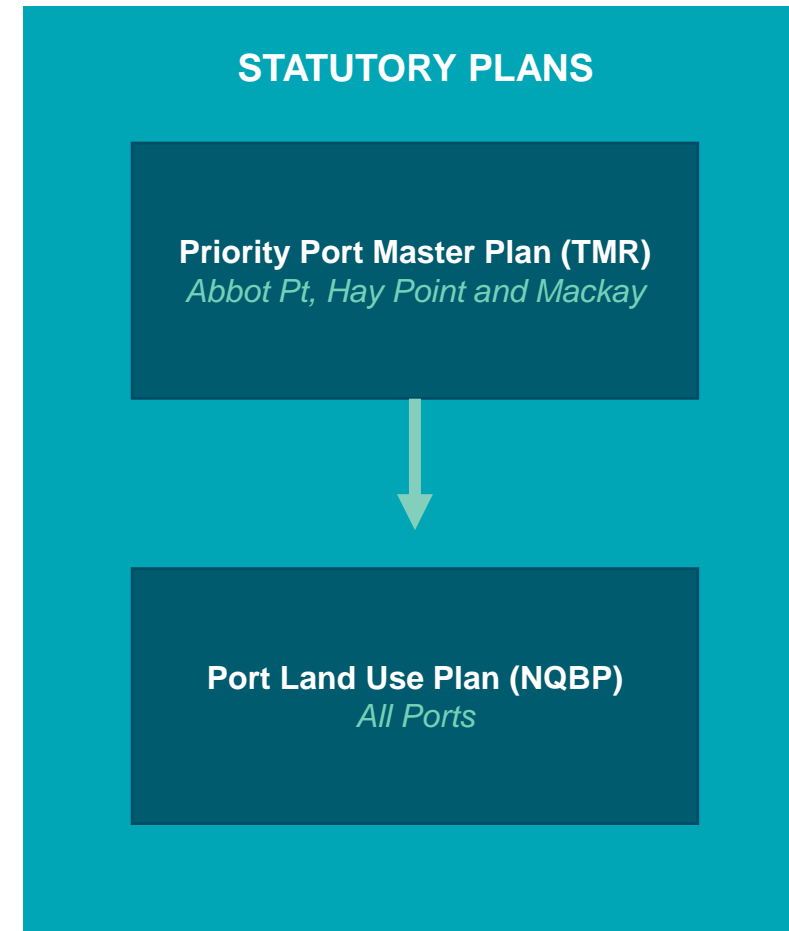 STATUTORY PLANS
Priority Port Master Plan (TMR)
Abbot Pt, Hay Point and Mackay
Port Land Use Plan (NQBP)
All Ports